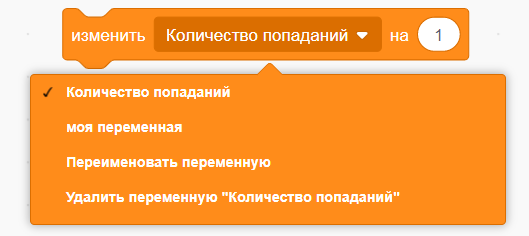 изменить Количество попаданий на 1
Количество попаданий
моя переменная
Переименовать переменную
Удалить переменную "Количество попаданий"